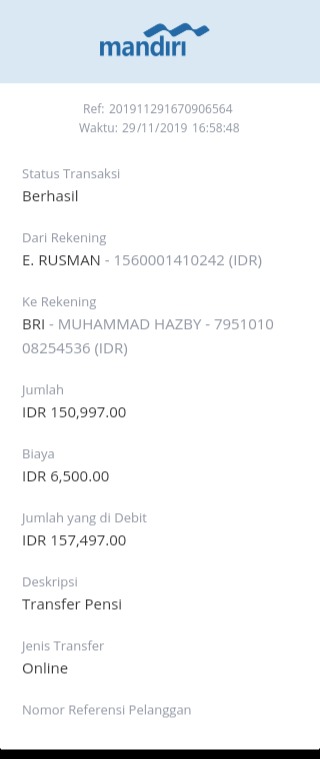 mandiri
Ref: 201911291670906564
Waktu: 29/11/2019 16:58:48
Status Transaksi
Berhasil
Dari Rekening
E. RUSMAN - 1560001410242 (IDR)
Ke Rekening
BRI - MUHAMMAD HAZBY - 7951010
08254536 (IDR)
Jumlah
IDR 150,997.00
Biaya
IDR 6,500.00
Jumlah yang di Debit
IDR 157,497.00
Deskripsi
Transfer Pensi
Jenis Transfer
Online
Nomor Referensi Pelanggan